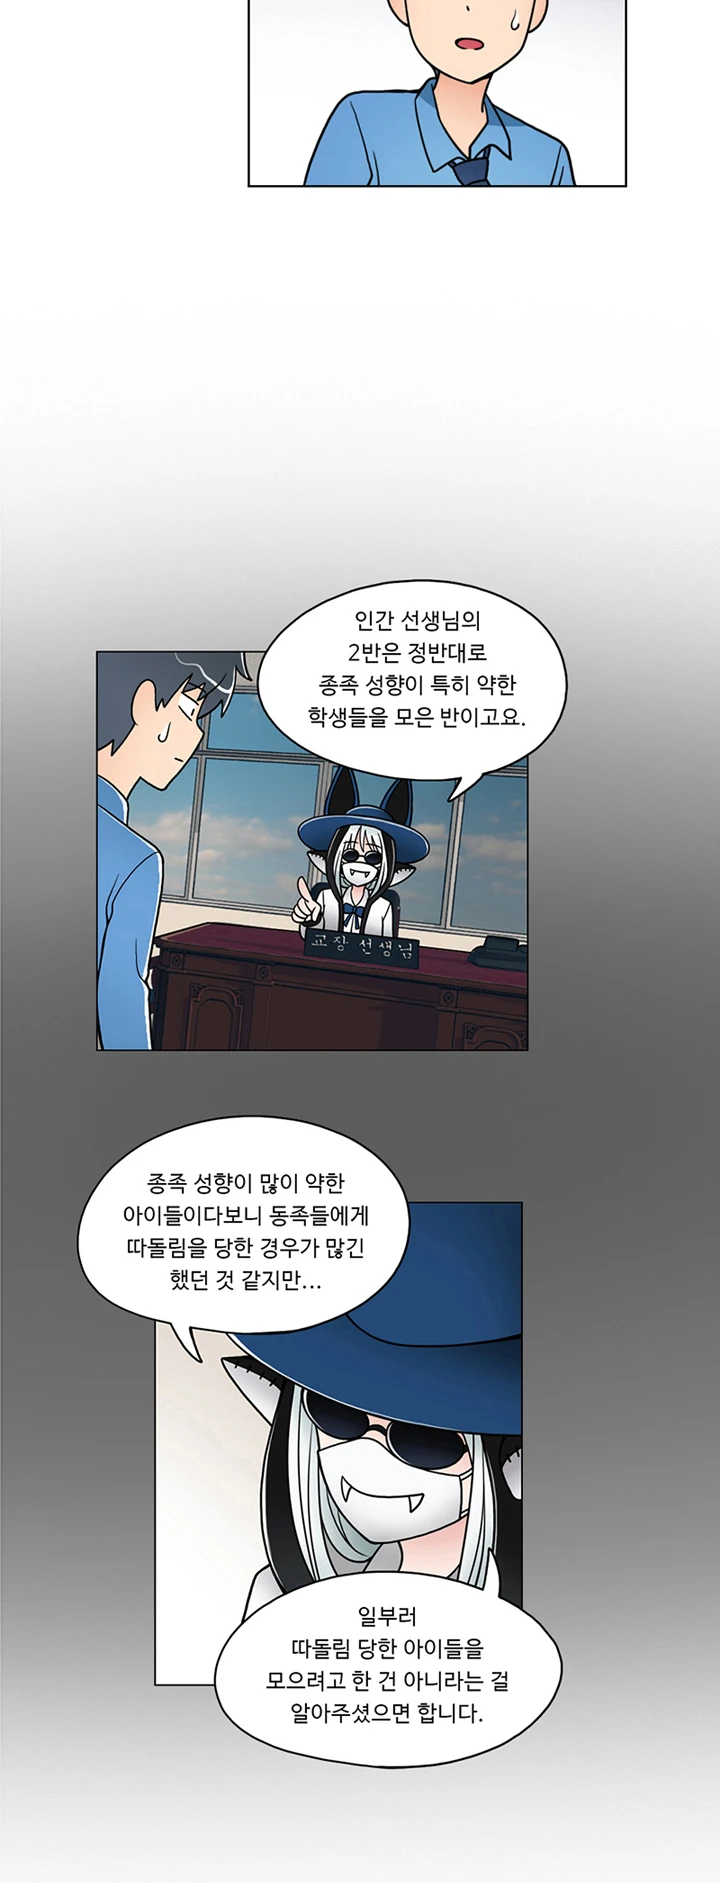 인간 선생님의
2반은 정반대로
종족 성향이 특히 약한
학생들을 모은 반이고요.
교장 선생님
종족 성향이 많이 약한
아이들이다보니 동족들에게
따돌림을 당한 경우가 많긴
했던 것 같지만...
일부러
따돌림 당한 아이들을
모으려고 한 건 아니라는 걸
알아주셨으면 합니다.